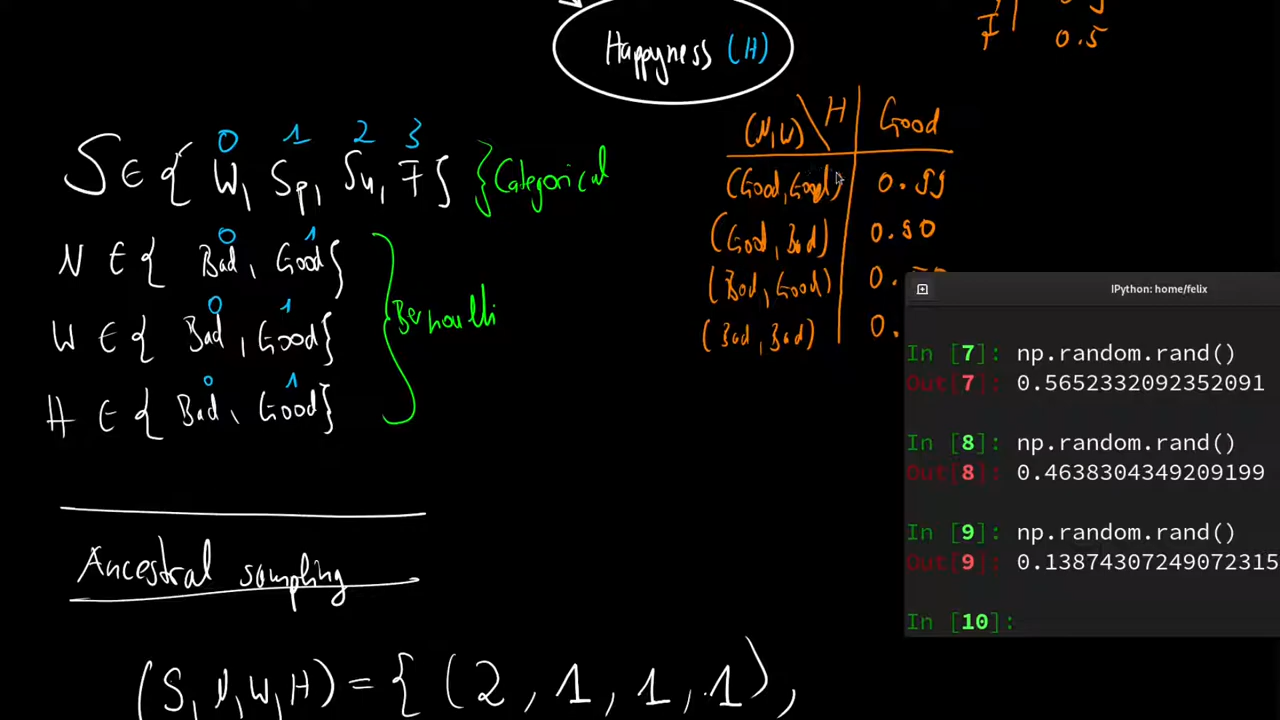 F 0.5
Happyness (H)
0 1 2 3
S ∈ { W, Sp, Su, F } } Categorical
0 1
N ∈ { Bad, Good }
0 1
W ∈ { Bad, Good }
Bernoulli
0 1
H ∈ { Bad, Good }
(N,W) \ H Good
(Good, Good) 0.99
(Good, Bad) 0.90
(Bad, Good) 0.
(Bad, Bad) 0.
Ancestral sampling
(S, N, W, H) = { (2, 1, 1, 1),
IPython: home/felix
In [7]: np.random.rand()
Out[7]: 0.5652332092352091
In [8]: np.random.rand()
Out[8]: 0.4638304349209199
In [9]: np.random.rand()
Out[9]: 0.13874307249072315
In [10]: